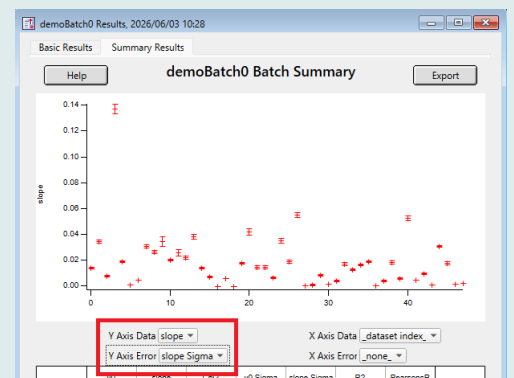 demoBatch0 Results, 2026/06/03 10:28
Basic Results Summary Results
Help demoBatch0 Batch Summary Export
0.14
0.12
0.10
0.08
0.06
0.04
0.02
0.00
slope
0 10 20 30 40
Y Axis Data slope X Axis Data _dataset index_
Y Axis Error slope Sigma X Axis Error _none_
slope y0 Sigma slope Sigma R2 PearsonsR